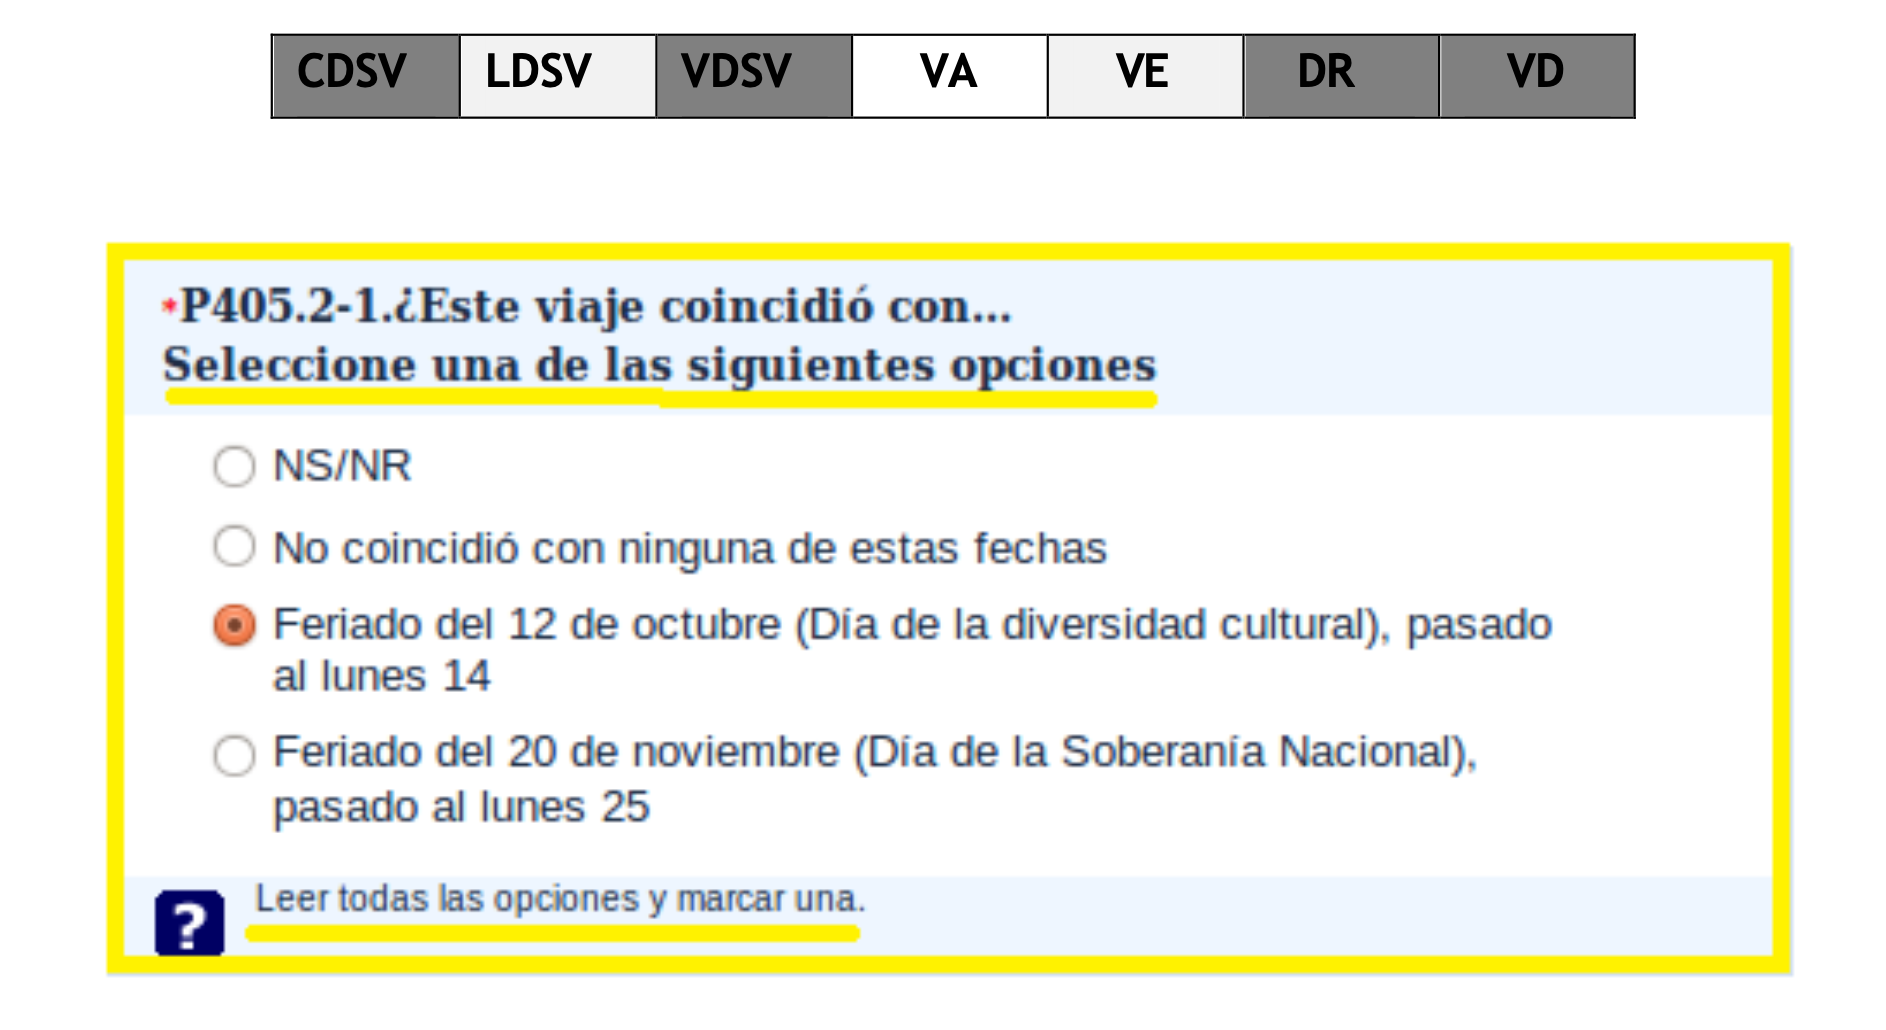 CDSV LDSV VDSV VA VE DR VD
*P405.2-1.¿Este viaje coincidió con...
Seleccione una de las siguientes opciones
NS/NR
No coincidió con ninguna de estas fechas
Feriado del 12 de octubre (Día de la diversidad cultural), pasado
al lunes 14
Feriado del 20 de noviembre (Día de la Soberanía Nacional),
pasado al lunes 25
? Leer todas las opciones y marcar una.